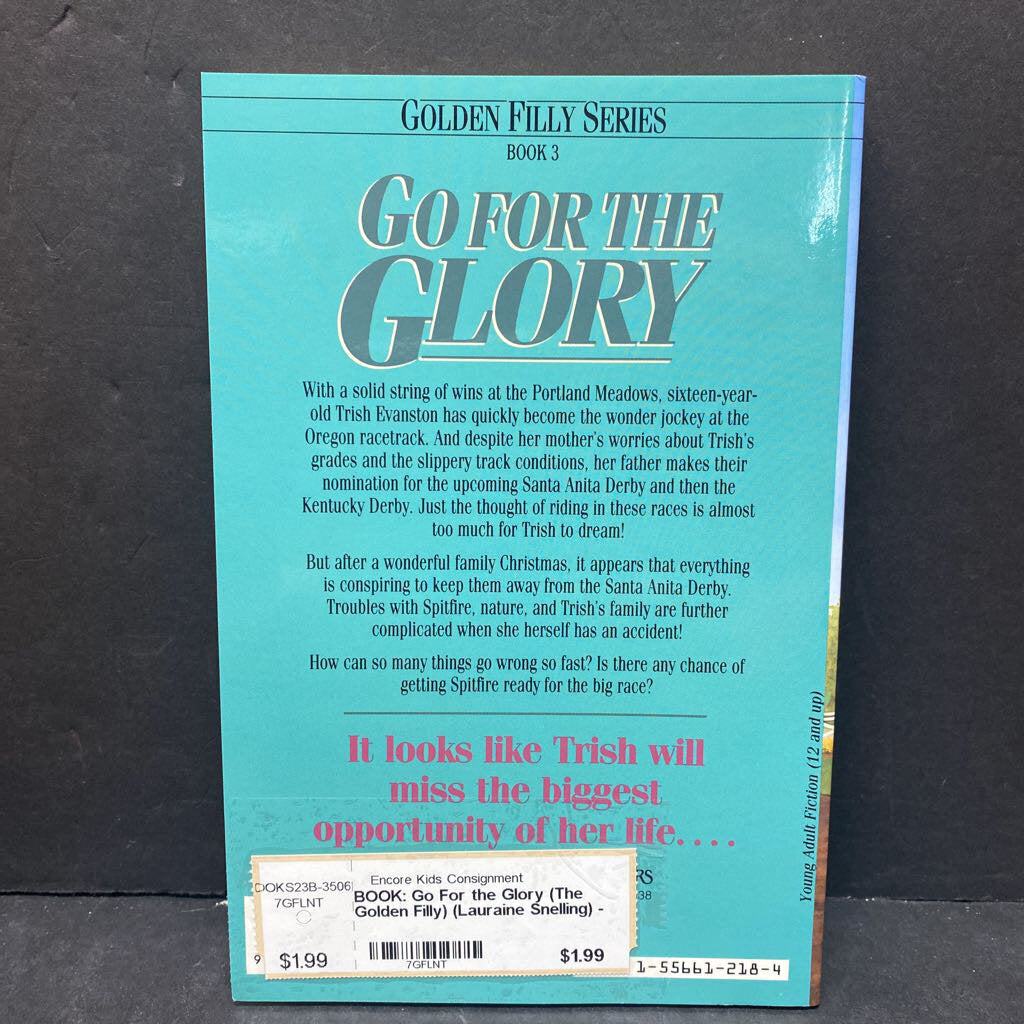 GOLDEN FILLY SERIES
BOOK 3
GO FOR THE
GLORY
With a solid string of wins at the Portland Meadows, sixteen-year-
old Trish Evanston has quickly become the wonder jockey at the
Oregon racetrack. And despite her mother's worries about Trish's
grades and the slippery track conditions, her father makes their
nomination for the upcoming Santa Anita Derby and then the
Kentucky Derby. Just the thought of riding in these races is almost
too much for Trish to dream!
But after a wonderful family Christmas, it appears that everything
is conspiring to keep them away from the Santa Anita Derby.
Troubles with Spitfire, nature, and Trish's family are further
complicated when she herself has an accident!
How can so many things go wrong so fast? Is there any chance of
getting Spitfire ready for the big race?
It looks like Trish will
miss the biggest
opportunity of her life. . . .
Young Adult Fiction (12 and up)
RS
38
OOKS23B-3506
7GFLNT
$1.99
Encore Kids Consignment
BOOK: Go For the Glory (The
Golden Filly) (Lauraine Snelling) -
7GFLNT
$1.99
9
1-55661-218-4